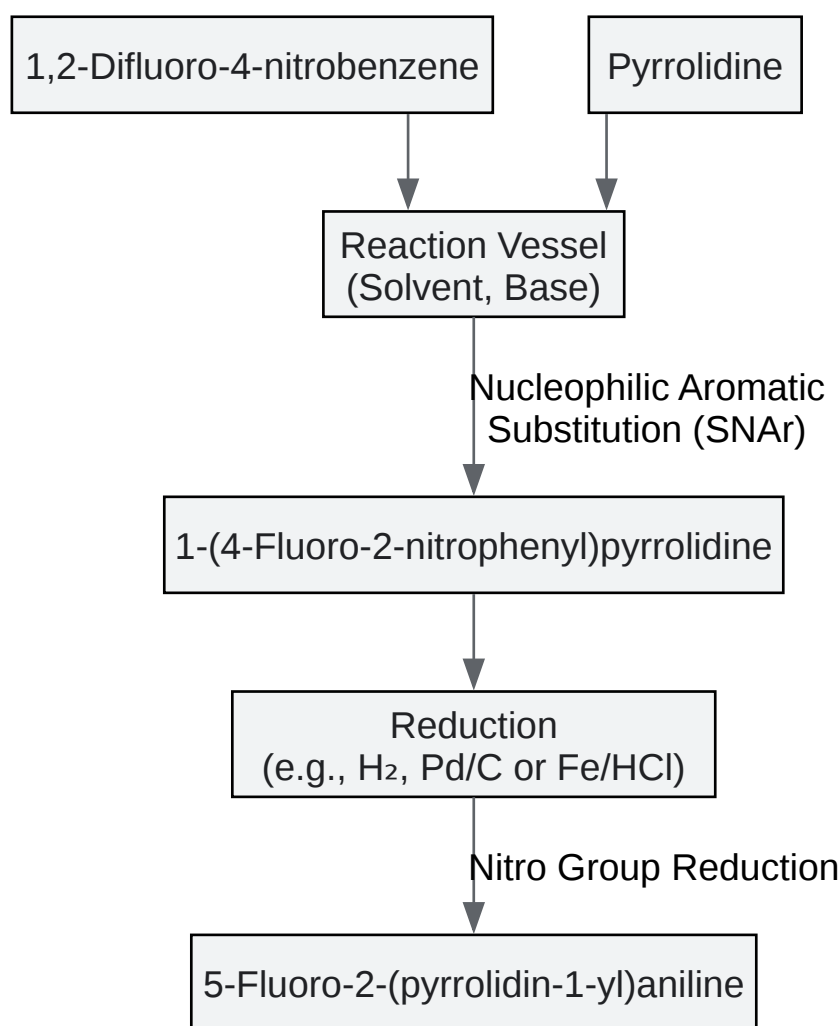 1,2-Difluoro-4-nitrobenzene
Pyrrolidine
Reaction Vessel
(Solvent, Base)
Nucleophilic Aromatic
Substitution (SNAr)
1-(4-Fluoro-2-nitrophenyl)pyrrolidine
Reduction
(e.g., H₂, Pd/C or Fe/HCl)
Nitro Group Reduction
5-Fluoro-2-(pyrrolidin-1-yl)aniline